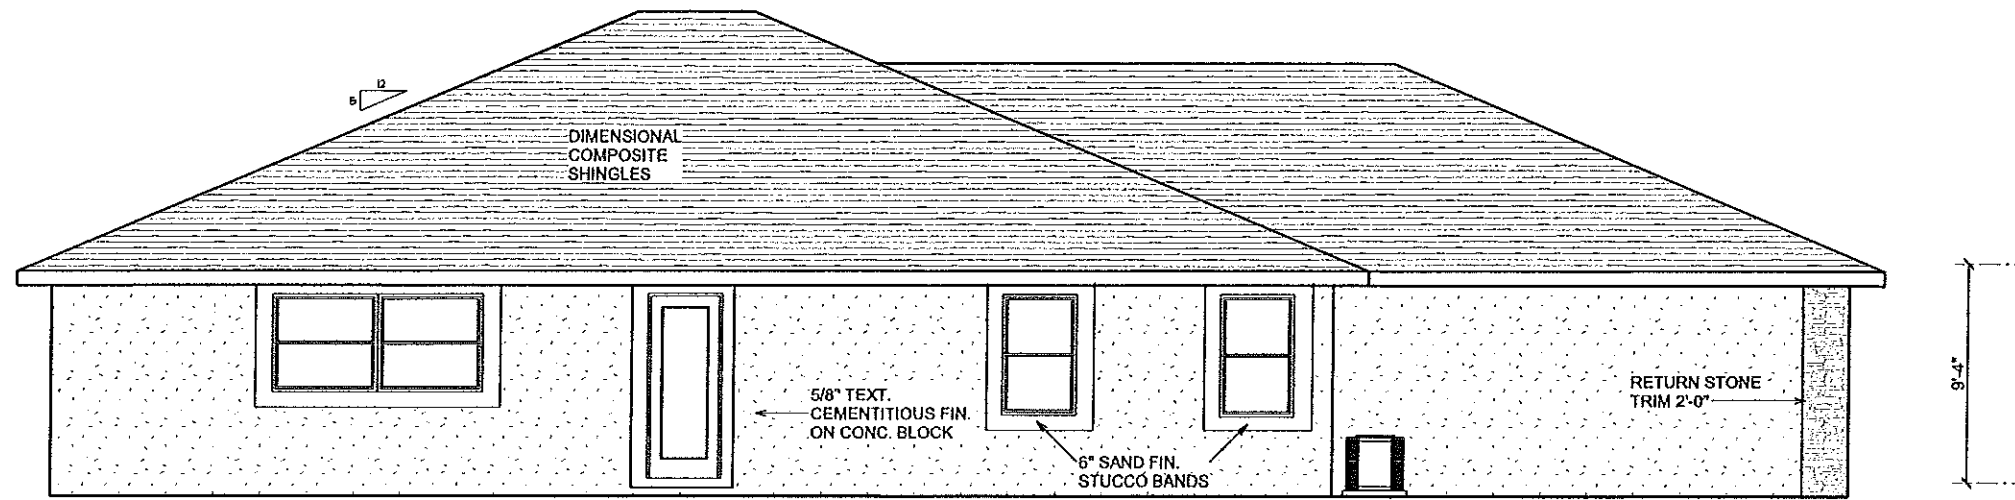 12
5
DIMENSIONAL
COMPOSITE
SHINGLES
5/8" TEXT.
CEMENTITIOUS FIN.
ON CONC. BLOCK
6" SAND FIN.
STUCCO BANDS
RETURN STONE
TRIM 2'-0"
9'-4"